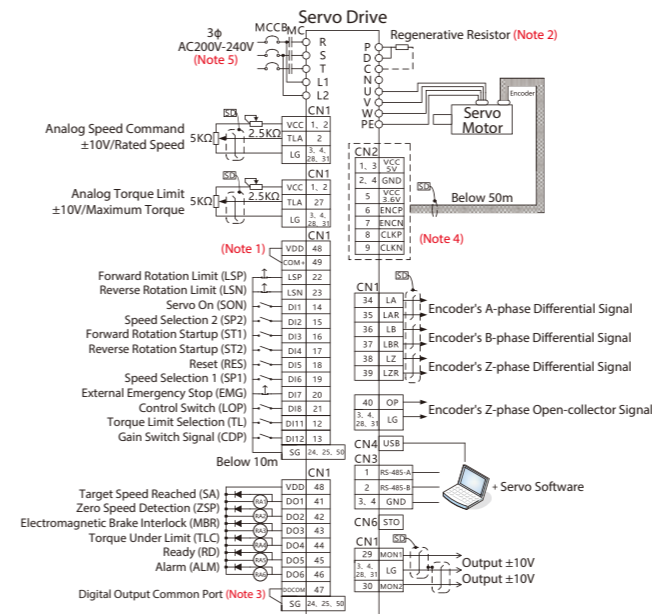 Servo Drive
3ϕ
AC200V-240V
(Note 5)
MCCB MC
R
S
T
L1
L2
P
D
C
N
U
V
W
PE
Regenerative Resistor (Note 2)
Encoder
Servo
Motor
CN1
Analog Speed Command
±10V/Rated Speed
5KΩ
SD
2.5KΩ
VCC 1, 2
TLA 2
LG 3, 4, 28, 31
CN1
Analog Torque Limit
±10V/Maximum Torque
5KΩ
SD
2.5KΩ
VCC 1, 2
TLA 27
LG 3, 4, 28, 31
CN2
1, 3 VCC 5V
2, 4 GND
5 VCC 3.6V
6 ENCP
7 ENCN
8 CLKP
9 CLKN
SD
Below 50m
(Note 4)
CN1
(Note 1)
VDD 48
COM+ 49
Forward Rotation Limit (LSP) LSP 22
Reverse Rotation Limit (LSN) LSN 23
Servo On (SON) DI1 14
Speed Selection 2 (SP2) DI2 15
Forward Rotation Startup (ST1) DI3 16
Reverse Rotation Startup (ST2) DI4 17
Reset (RES) DI5 18
Speed Selection 1 (SP1) DI6 19
External Emergency Stop (EMG) DI7 20
Control Switch (LOP) DI8 21
Torque Limit Selection (TL) DI11 12
Gain Switch Signal (CDP) DI12 13
SG 24, 25, 50
Below 10m
SD
CN1
34 LA
35 LAR
Encoder's A-phase Differential Signal
36 LB
37 LBR
Encoder's B-phase Differential Signal
38 LZ
39 LZR
Encoder's Z-phase Differential Signal
40 OP
3, 4, 28, 31 LG
Encoder's Z-phase Open-collector Signal
CN4 USB
CN3
1 RS-485-A
2 RS-485-B
3, 4 GND
+ Servo Software
CN6 STO
CN1
VDD 48
Target Speed Reached (SA) RA1 DO1 41
Zero Speed Detection (ZSP) RA2 DO2 42
Electromagnetic Brake Interlock (MBR) RA3 DO3 43
Torque Under Limit (TLC) RA4 DO4 44
Ready (RD) RA5 DO5 45
Alarm (ALM) RA6 DO6 46
DOCOM 47
Digital Output Common Port (Note 3)
SG 24, 25, 50
CN1
SD
29 MON1
3, 4, 28, 31 LG
30 MON2
Output ±10V
Output ±10V